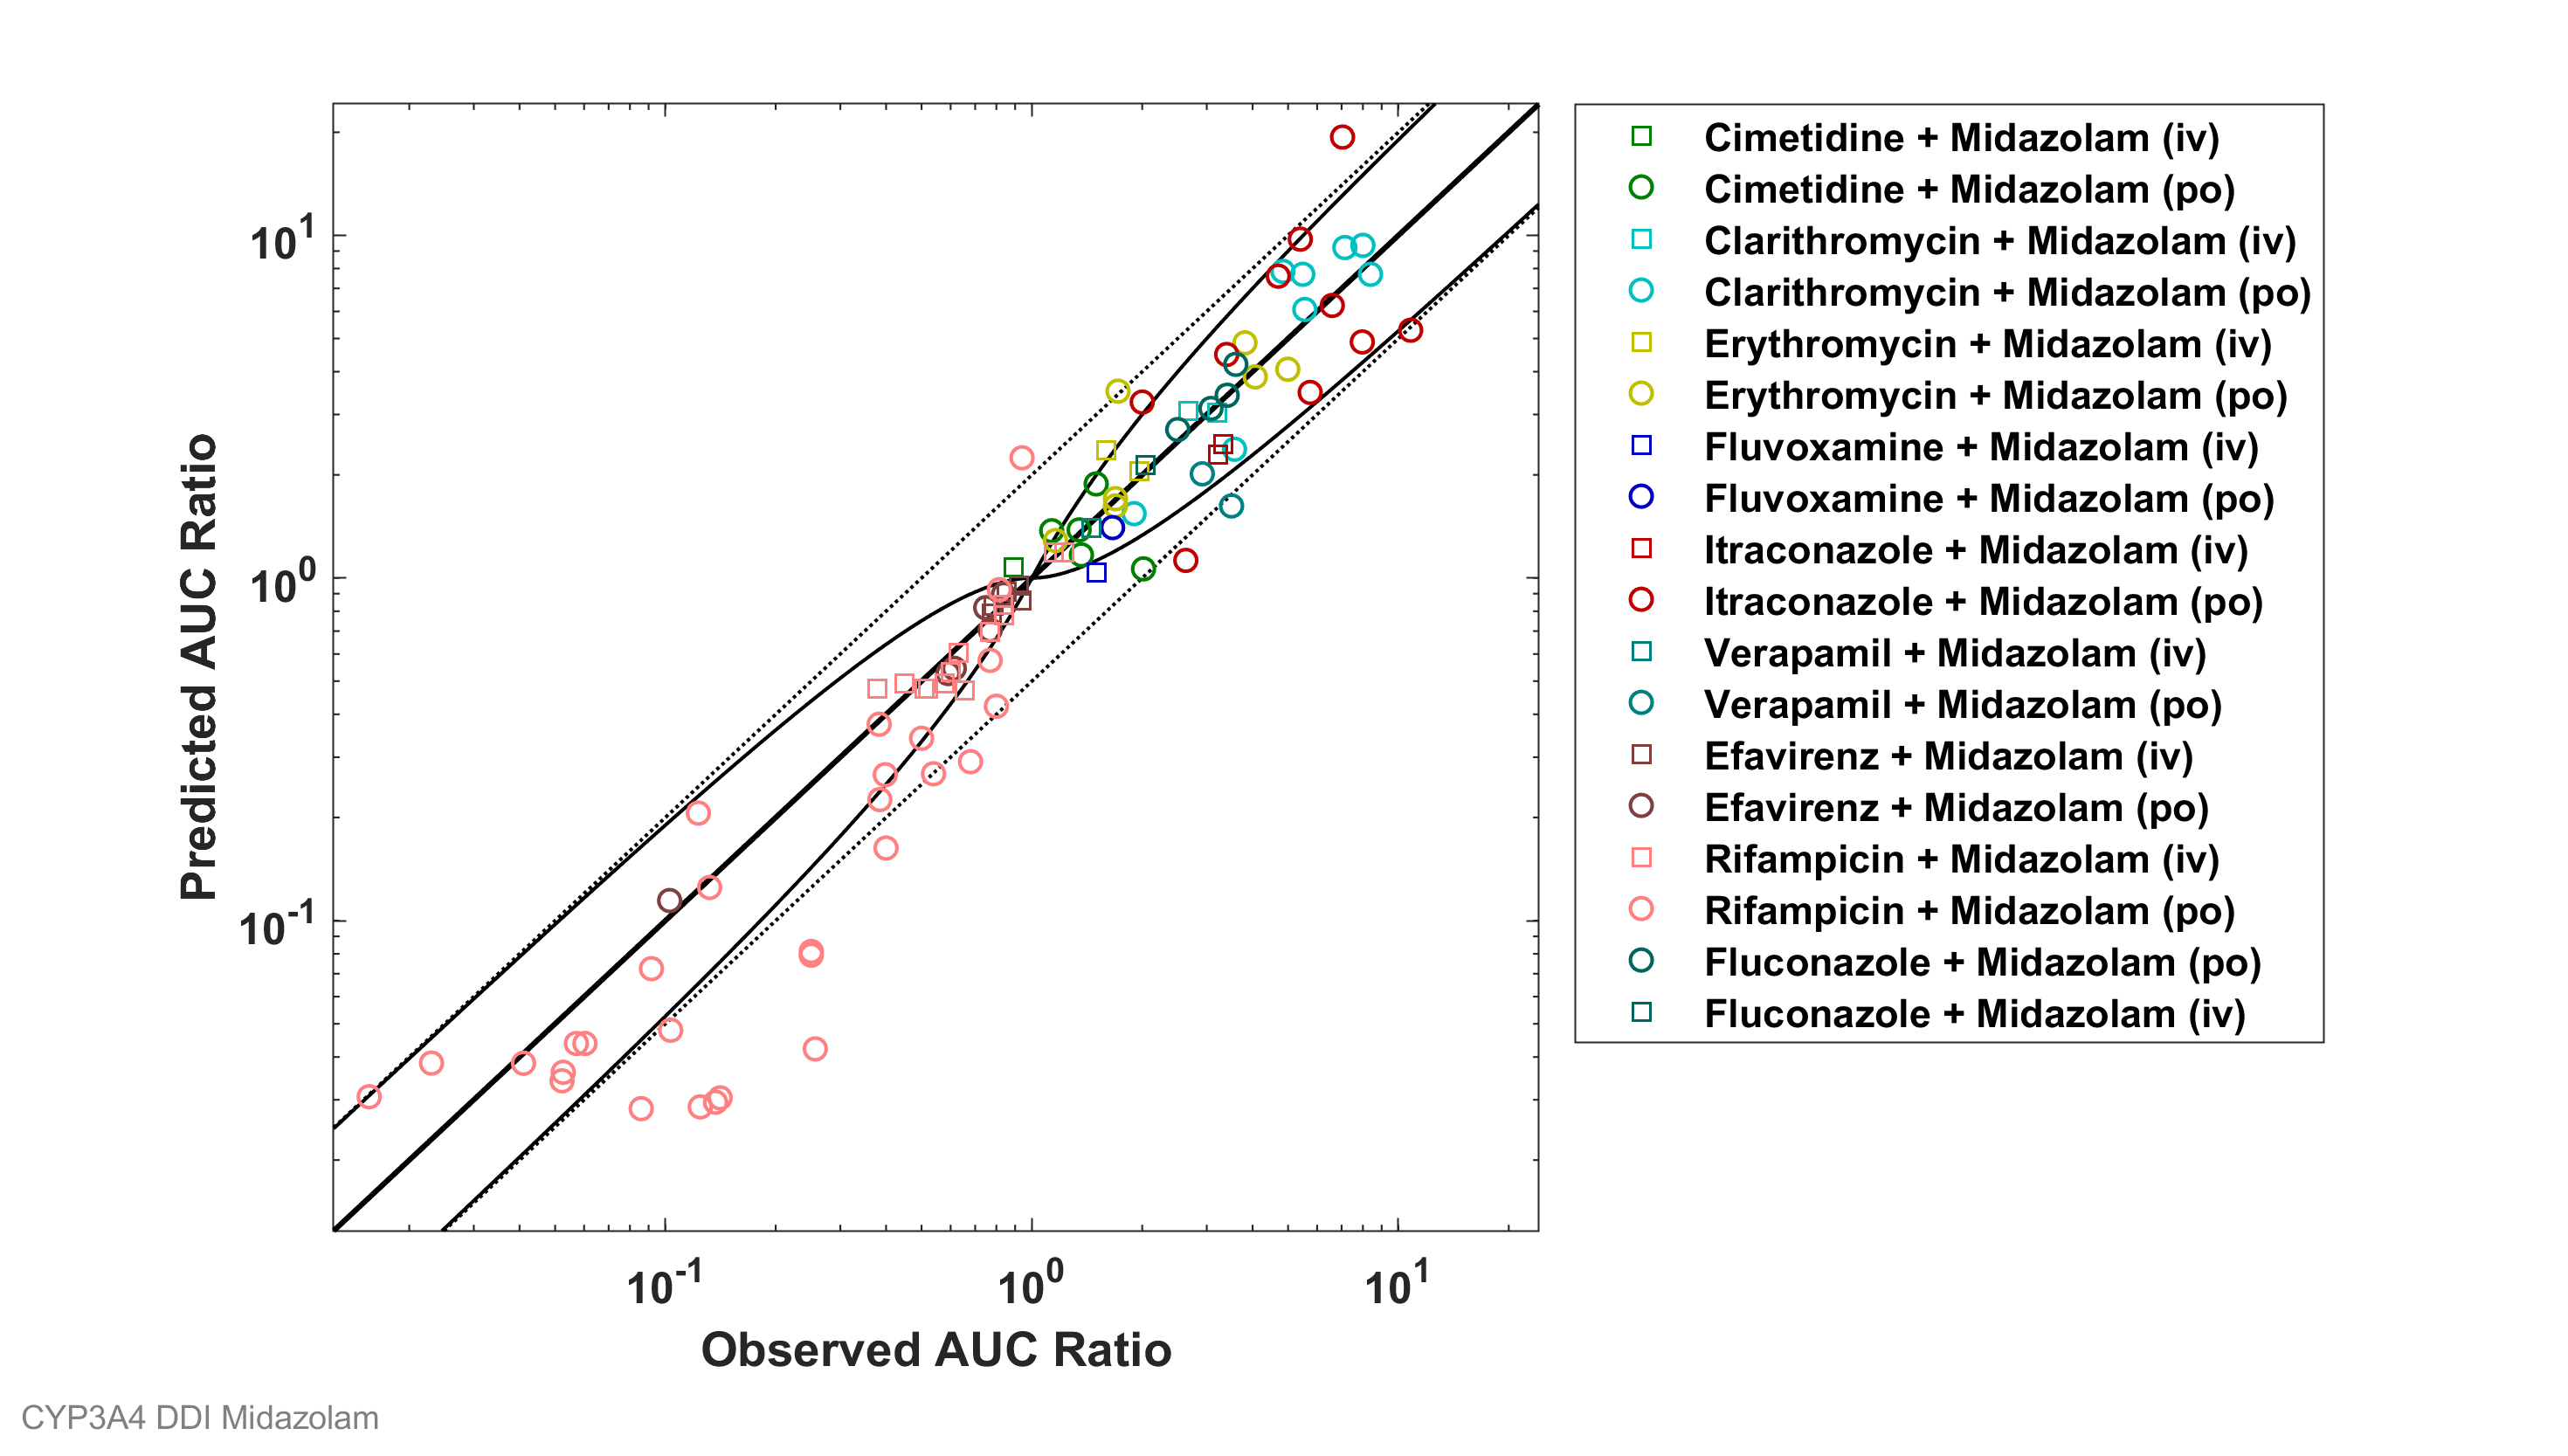 Cimetidine + Midazolam (iv)
Cimetidine + Midazolam (po)
Clarithromycin + Midazolam (iv)
Clarithromycin + Midazolam (po)
Erythromycin + Midazolam (iv)
Erythromycin + Midazolam (po)
Fluvoxamine + Midazolam (iv)
Fluvoxamine + Midazolam (po)
Itraconazole + Midazolam (iv)
Itraconazole + Midazolam (po)
Verapamil + Midazolam (iv)
Verapamil + Midazolam (po)
Efavirenz + Midazolam (iv)
Efavirenz + Midazolam (po)
Rifampicin + Midazolam (iv)
Rifampicin + Midazolam (po)
Fluconazole + Midazolam (po)
Fluconazole + Midazolam (iv)
Predicted AUC Ratio
10^1
10^0
10^-1
10^-1 10^0 10^1
Observed AUC Ratio
CYP3A4 DDI Midazolam